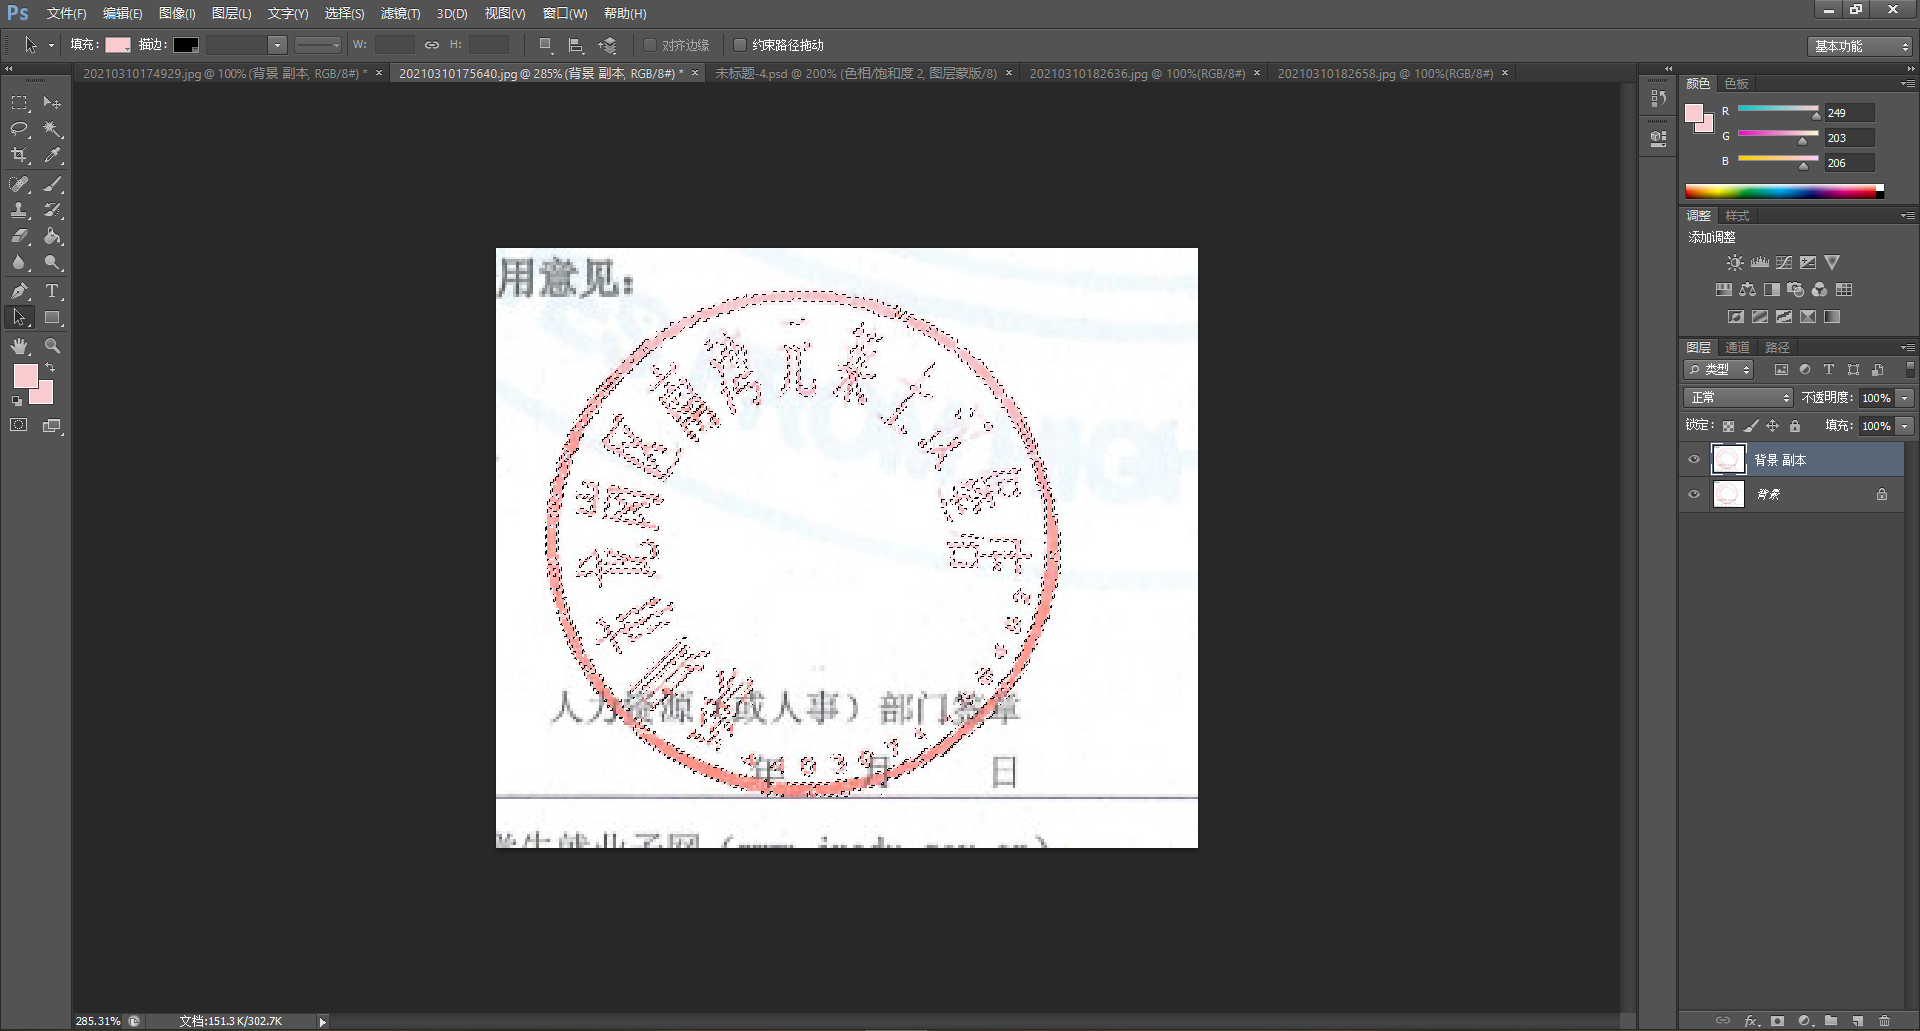 Ps 文件(F) 编辑(E) 图像(I) 图层(L) 文字(Y) 选择(S) 滤镜(T) 3D(D) 视图(V) 窗口(W) 帮助(H)
填充: 描边: W: H: 对齐边缘 约束路径拖动 基本功能
20210310174929.jpg @ 100% (背景 副本, RGB/8#) * × 20210310175640.jpg @ 285% (背景 副本, RGB/8#) * × 未标题-4.psd @ 200% (色相/饱和度 2, 图层蒙版/8) × 20210310182636.jpg @ 100%(RGB/8#) × 20210310182658.jpg @ 100%(RGB/8#) ×
颜色 色板
R 249
G 203
B 206
调整 样式
添加调整
图层 通道 路径
类型
正常 不透明度: 100%
锁定: 填充: 100%
背景 副本
背景
用意见:
人力资源（或人事）部门签章
年 月 日
285.31% 文档:151.3K/302.7K